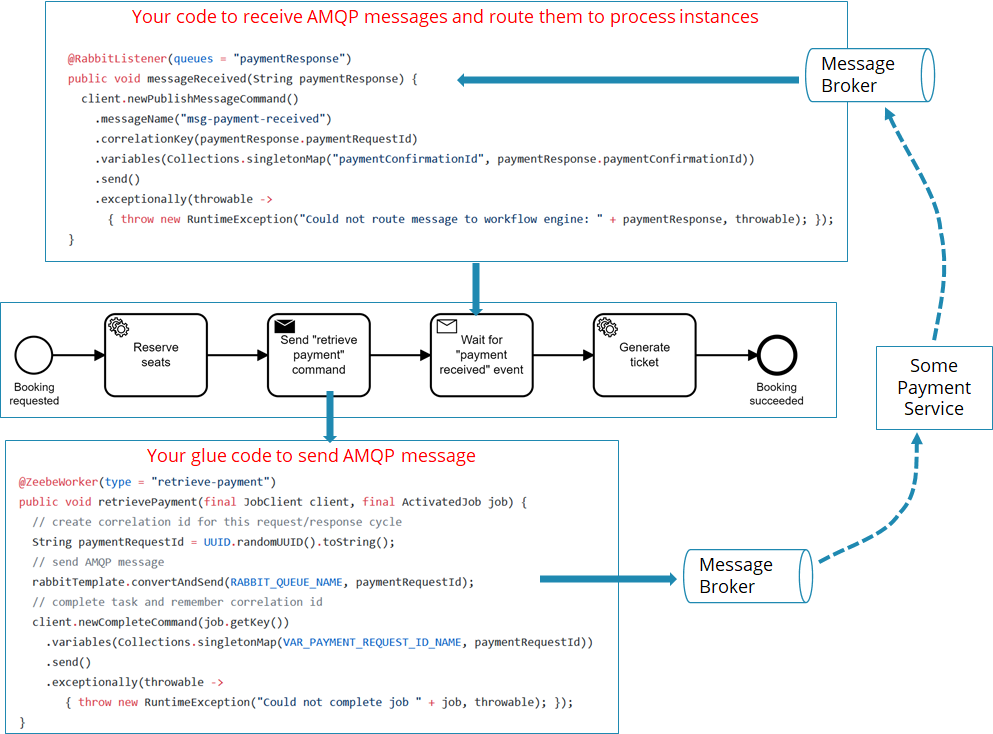 Your code to receive AMQP messages and route them to process instances
@RabbitListener(queues = "paymentResponse")
public void messageReceived(String paymentResponse) {
client.newPublishMessageCommand()
.messageName("msg-payment-received")
.correlationKey(paymentResponse.paymentRequestId)
.variables(Collections.singletonMap("paymentConfirmationId", paymentResponse.paymentConfirmationId))
.send()
.exceptionally(throwable ->
{ throw new RuntimeException("Could not route message to workflow engine: " + paymentResponse, throwable); });
}
Message
Broker
Booking
requested
Reserve
seats
Send "retrieve
payment"
command
Wait for
"payment
received" event
Generate
ticket
Booking
succeeded
Some
Payment
Service
Your glue code to send AMQP message
@ZeebeWorker(type = "retrieve-payment")
public void retrievePayment(final JobClient client, final ActivatedJob job) {
// create correlation id for this request/response cycle
String paymentRequestId = UUID.randomUUID().toString();
// send AMQP message
rabbitTemplate.convertAndSend(RABBIT_QUEUE_NAME, paymentRequestId);
// complete task and remember correlation id
client.newCompleteCommand(job.getKey())
.variables(Collections.singletonMap(VAR_PAYMENT_REQUEST_ID_NAME, paymentRequestId))
.send()
.exceptionally(throwable ->
{ throw new RuntimeException("Could not complete job " + job, throwable); });
}
Message
Broker